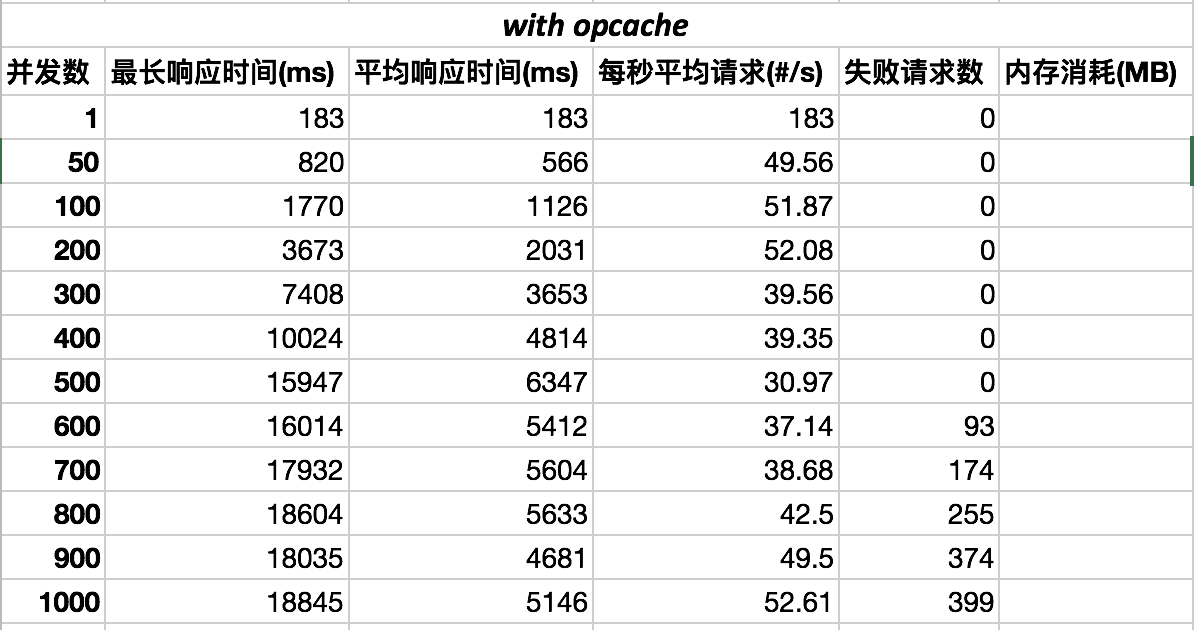 with opcache
并发数 最长响应时间(ms) 平均响应时间(ms) 每秒平均请求(#/s) 失败请求数 内存消耗(MB)
1 183 183 183 0
50 820 566 49.56 0
100 1770 1126 51.87 0
200 3673 2031 52.08 0
300 7408 3653 39.56 0
400 10024 4814 39.35 0
500 15947 6347 30.97 0
600 16014 5412 37.14 93
700 17932 5604 38.68 174
800 18604 5633 42.5 255
900 18035 4681 49.5 374
1000 18845 5146 52.61 399